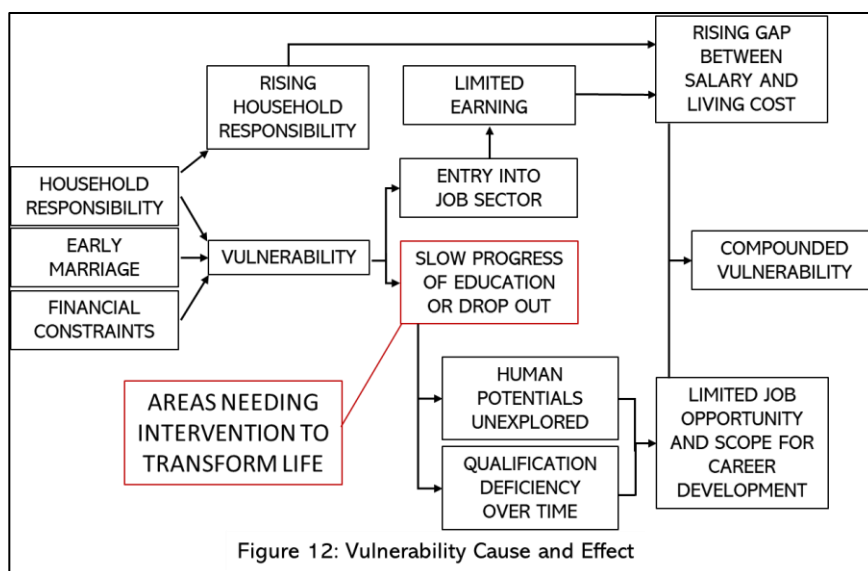 RISING GAP
BETWEEN
SALARY AND
LIVING COST
RISING
HOUSEHOLD
RESPONSIBILITY
LIMITED
EARNING
HOUSEHOLD
RESPONSIBILITY
ENTRY INTO
JOB SECTOR
EARLY
MARRIAGE
VULNERABILITY
SLOW PROGRESS
OF EDUCATION
OR DROP OUT
COMPOUNDED
VULNERABILITY
FINANCIAL
CONSTRAINTS
AREAS NEEDING
INTERVENTION TO
TRANSFORM LIFE
HUMAN
POTENTIALS
UNEXPLORED
LIMITED JOB
OPPORTUNITY
AND SCOPE FOR
CAREER
DEVELOPMENT
QUALIFICATION
DEFICIENCY
OVER TIME
Figure 12: Vulnerability Cause and Effect